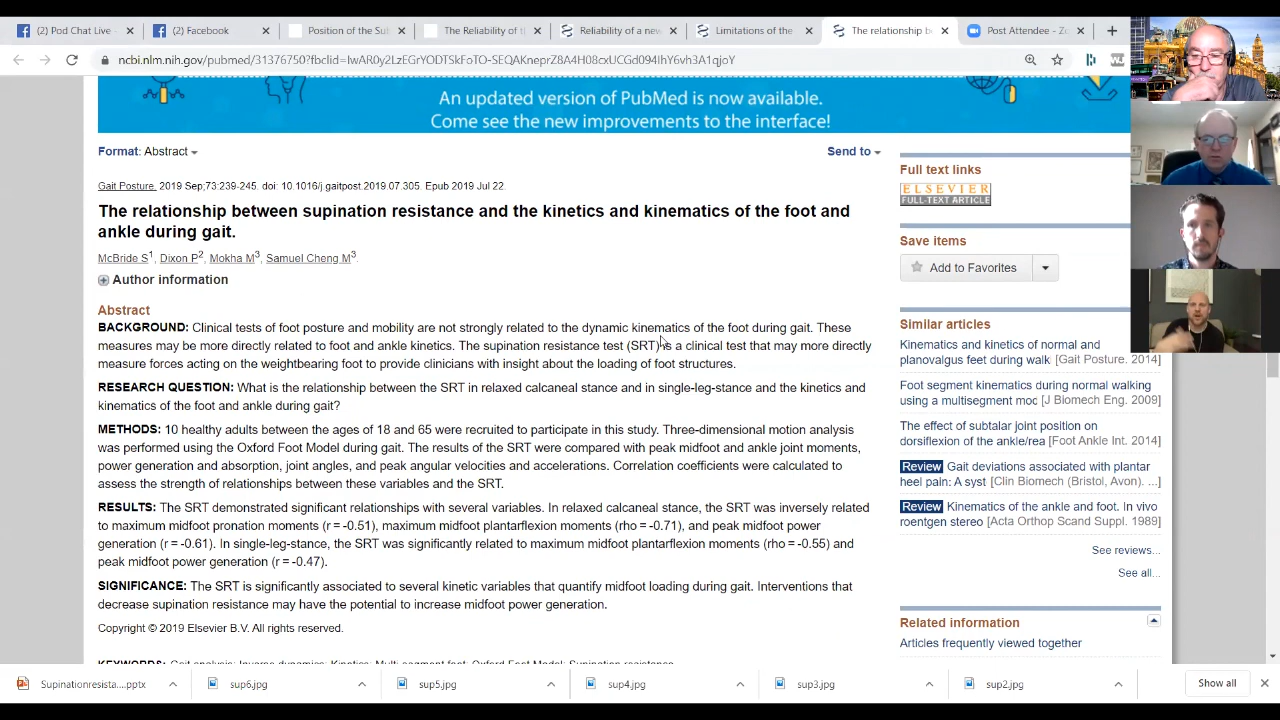 (2) Pod Chat Live -
(2) Facebook
Position of the Su
The Reliability of t
Reliability of a new
Limitations of the
The relationship b
Post Attendee - Zo
ncbi.nlm.nih.gov/pubmed/31376750?fbclid=
An updated version of PubMed is now available.
Come see the new improvements to the interface!
Format: Abstract
Send to
Gait Posture. 2019 Sep;73:239-245. doi: 10.1016/j.gaitpost.2019.07.305. Epub 2019 Jul 22.
The relationship between supination resistance and the kinetics and kinematics of the foot and
ankle during gait.
McBride S1, Dixon P2, Mokha M3, Samuel Cheng M3.
Author information
Abstract
BACKGROUND: Clinical tests of foot posture and mobility are not strongly related to the dynamic kinematics of the foot during gait. These
measures may be more directly related to foot and ankle kinetics. The supination resistance test (SRT) is a clinical test that may more directly
measure forces acting on the weightbearing foot to provide clinicians with insight about the loading of foot structures.
RESEARCH QUESTION: What is the relationship between the SRT in relaxed calcaneal stance and in single-leg-stance and the kinetics and
kinematics of the foot and ankle during gait?
METHODS: 10 healthy adults between the ages of 18 and 65 were recruited to participate in this study. Three-dimensional motion analysis
was performed using the Oxford Foot Model during gait. The results of the SRT were compared with peak midfoot and ankle joint moments,
power generation and absorption, joint angles, and peak angular velocities and accelerations. Correlation coefficients were calculated to
assess the strength of relationships between these variables and the SRT.
RESULTS: The SRT demonstrated significant relationships with several variables. In relaxed calcaneal stance, the SRT was inversely related
to maximum midfoot pronation moments (r = -0.51), maximum midfoot plantarflexion moments (rho = -0.71), and peak midfoot power
generation (r = -0.61). In single-leg-stance, the SRT was significantly related to maximum midfoot plantarflexion moments (rho = -0.55) and
peak midfoot power generation (r = -0.47).
SIGNIFICANCE: The SRT is significantly associated to several kinetic variables that quantify midfoot loading during gait. Interventions that
decrease supination resistance may have the potential to increase midfoot power generation.
Copyright © 2019 Elsevier B.V. All rights reserved.
KEYWORDS: Gait analysis; Inverse dynamics; Kinetics; Multi segment foot; Oxford Foot Model; Supination resistance
Full text links
ELSEVIER
FULL-TEXT ARTICLE
Save items
Add to Favorites
Similar articles
Kinematics and kinetics of normal and
planovalgus feet during walk [Gait Posture. 2014]
Foot segment kinematics during normal walking
using a multisegment mod [J Biomech Eng. 2009]
The effect of subtalar joint position on
dorsiflexion of the ankle/rea [Foot Ankle Int. 2014]
Review Gait deviations associated with plantar
heel pain: A syst [Clin Biomech (Bristol, Avon). ...]
Review Kinematics of the ankle and foot. In vivo
roentgen stereo [Acta Orthop Scand Suppl. 1989]
See reviews...
See all...
Related information
Articles frequently viewed together
Supinationresista....pptx
sup6.jpg
sup5.jpg
sup4.jpg
sup3.jpg
sup2.jpg
Show all